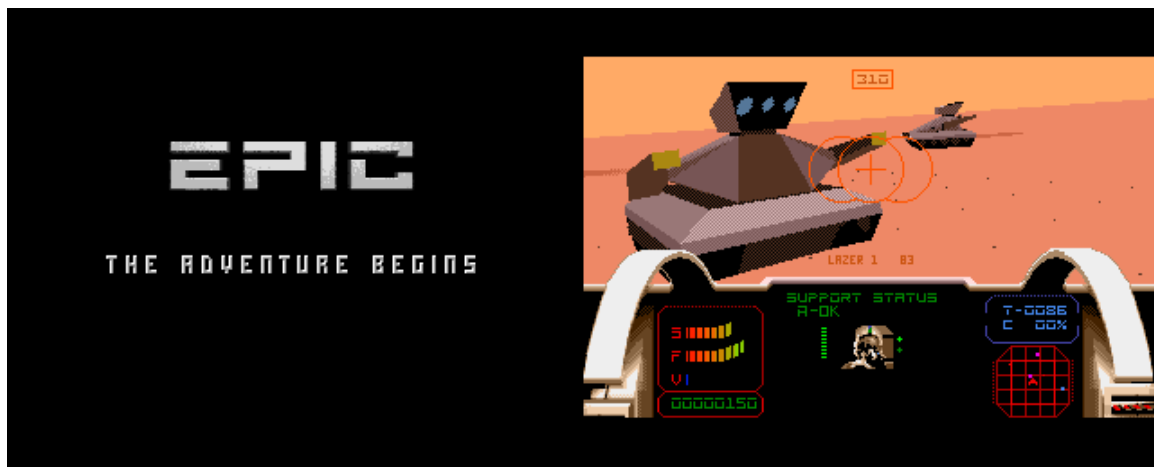 EPIC
THE ADVENTURE BEGINS
310
LAZER 1 83
SUPPORT STATUS
A-OK
S
F
V
00000150
T-0086
C 00%